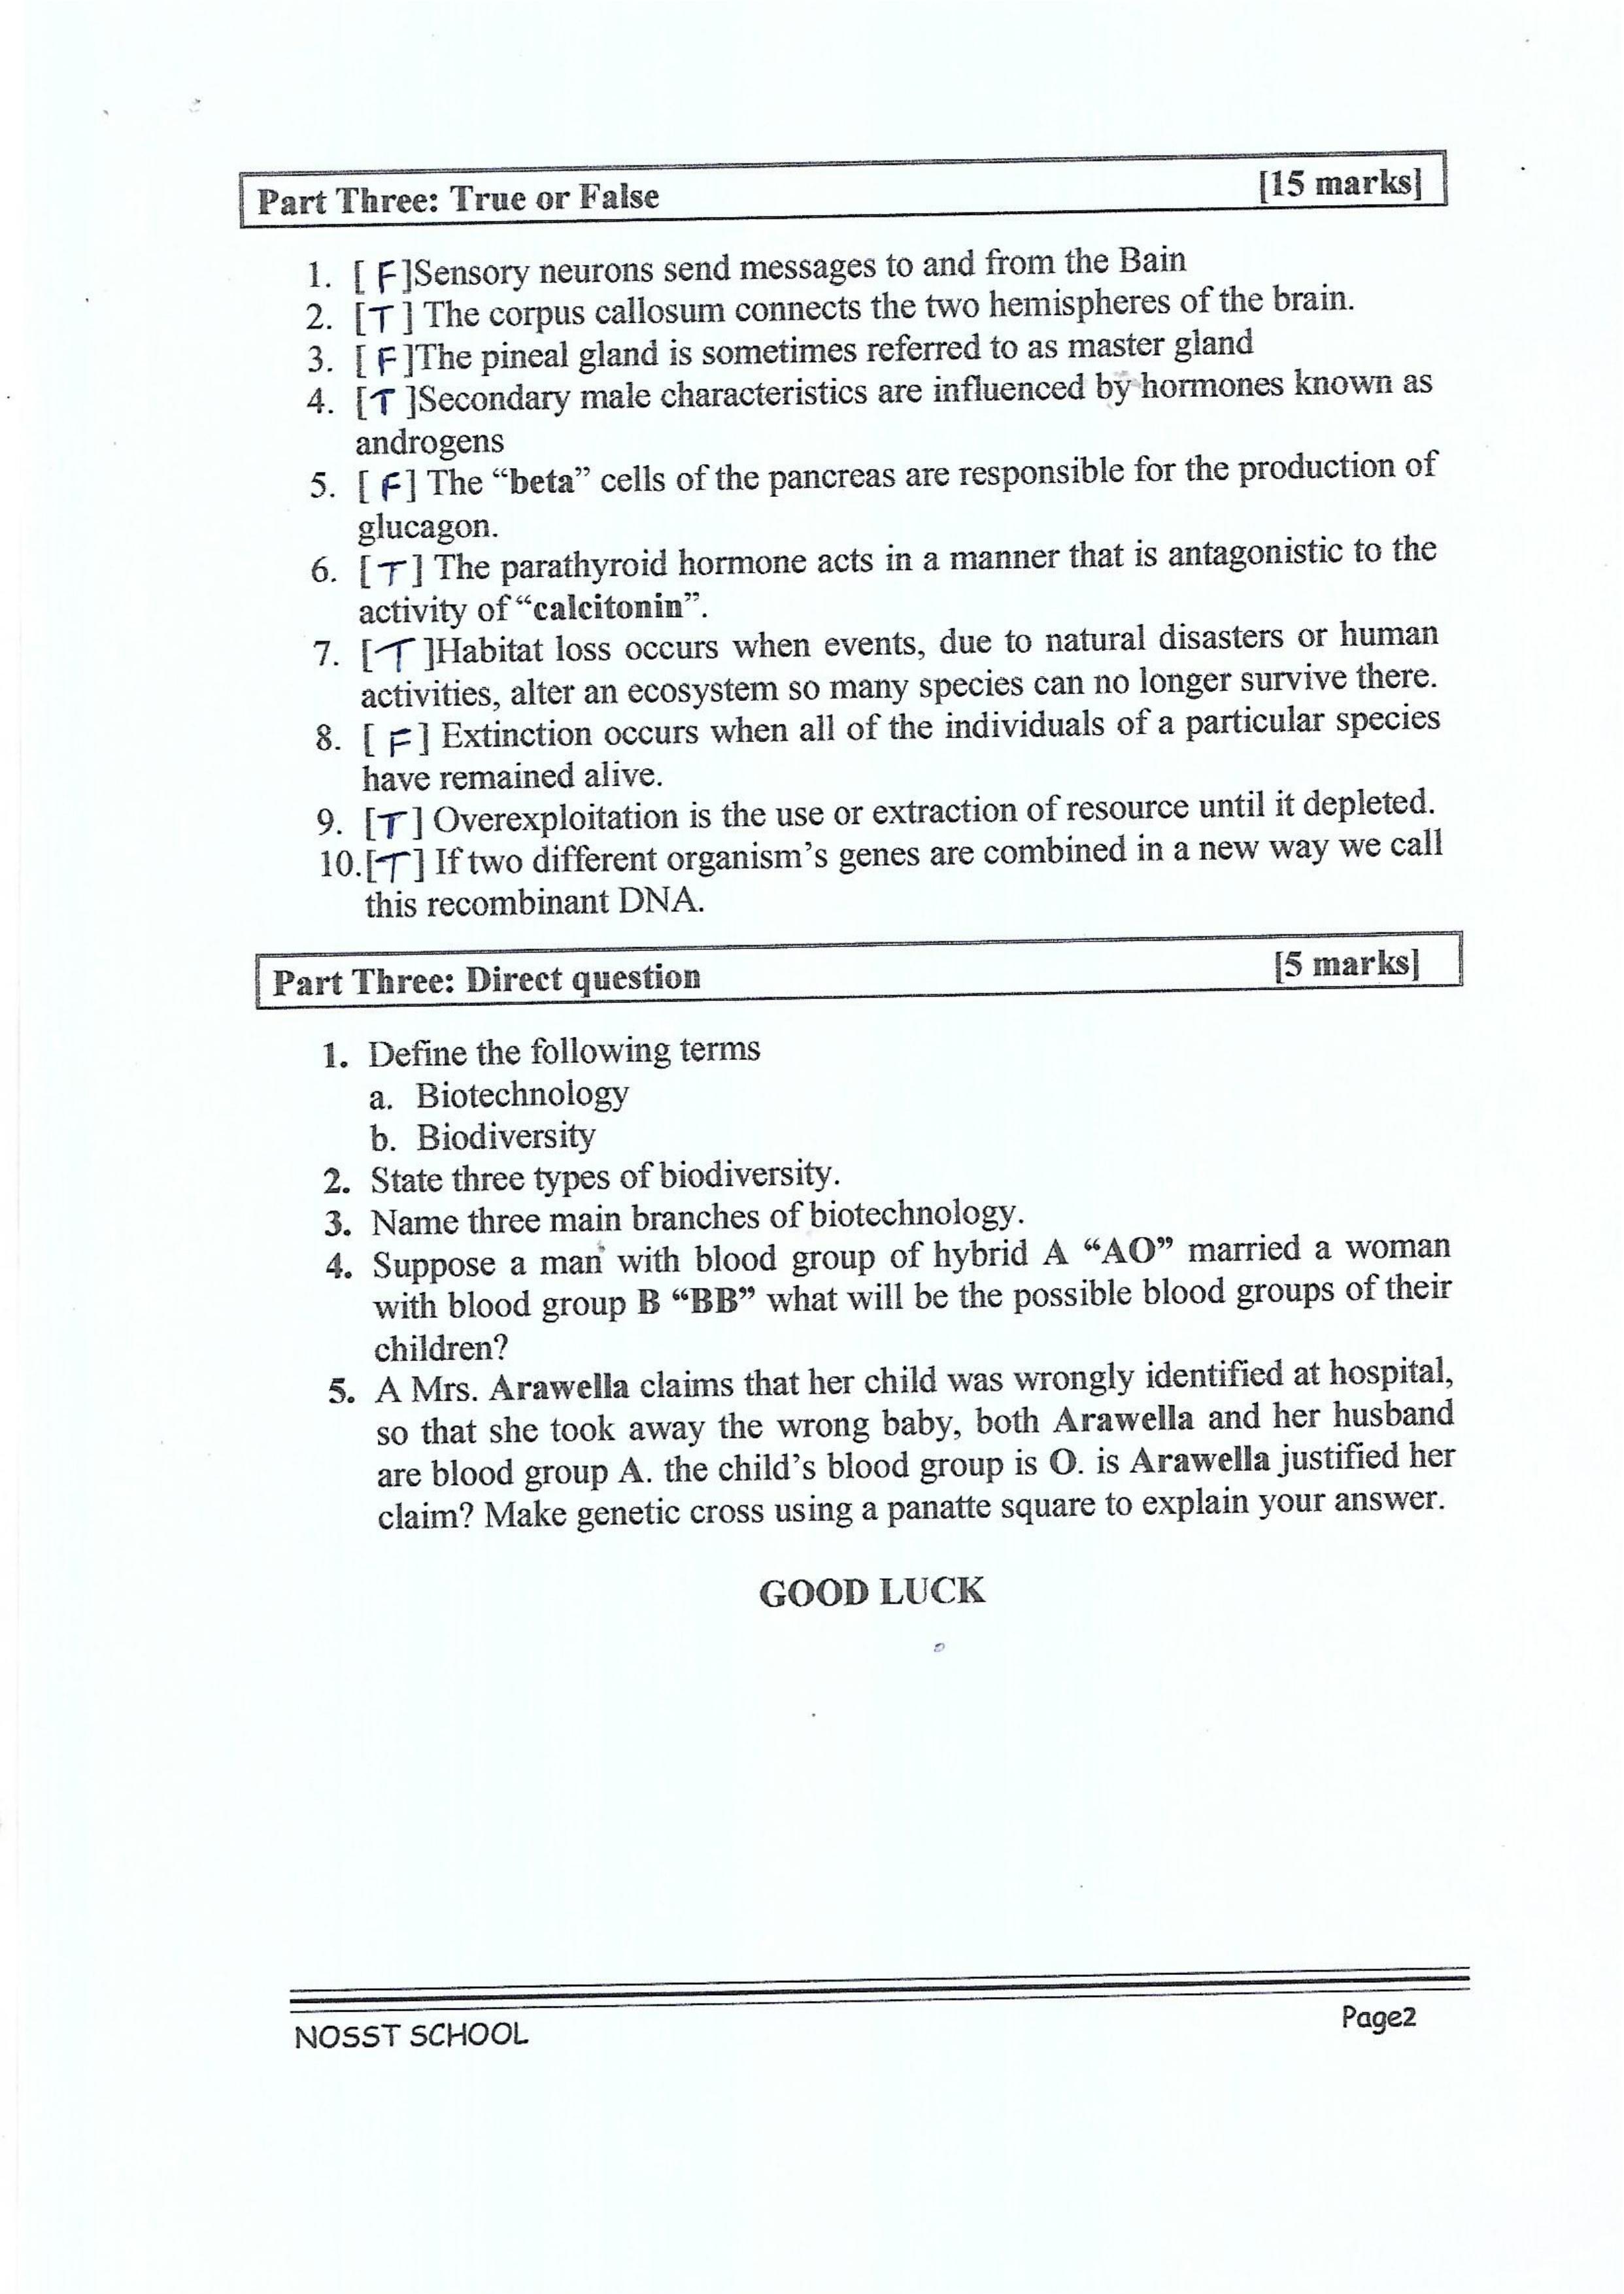 Part Three: True or False [15 marks]
1. [ F ]Sensory neurons send messages to and from the Bain
2. [T ] The corpus callosum connects the two hemispheres of the brain.
3. [ F ]The pineal gland is sometimes referred to as master gland
4. [T ]Secondary male characteristics are influenced by hormones known as
androgens
5. [ F] The “beta” cells of the pancreas are responsible for the production of
glucagon.
6. [T] The parathyroid hormone acts in a manner that is antagonistic to the
activity of “calcitonin”.
7. [T ]Habitat loss occurs when events, due to natural disasters or human
activities, alter an ecosystem so many species can no longer survive there.
8. [ F] Extinction occurs when all of the individuals of a particular species
have remained alive.
9. [T] Overexploitation is the use or extraction of resource until it depleted.
10.[T] If two different organism’s genes are combined in a new way we call
this recombinant DNA.
Part Three: Direct question [5 marks]
1. Define the following terms
a. Biotechnology
b. Biodiversity
2. State three types of biodiversity.
3. Name three main branches of biotechnology.
4. Suppose a man with blood group of hybrid A “AO” married a woman
with blood group B “BB” what will be the possible blood groups of their
children?
5. A Mrs. Arawella claims that her child was wrongly identified at hospital,
so that she took away the wrong baby, both Arawella and her husband
are blood group A. the child’s blood group is O. is Arawella justified her
claim? Make genetic cross using a panatte square to explain your answer.
GOOD LUCK
NOSST SCHOOL Page2